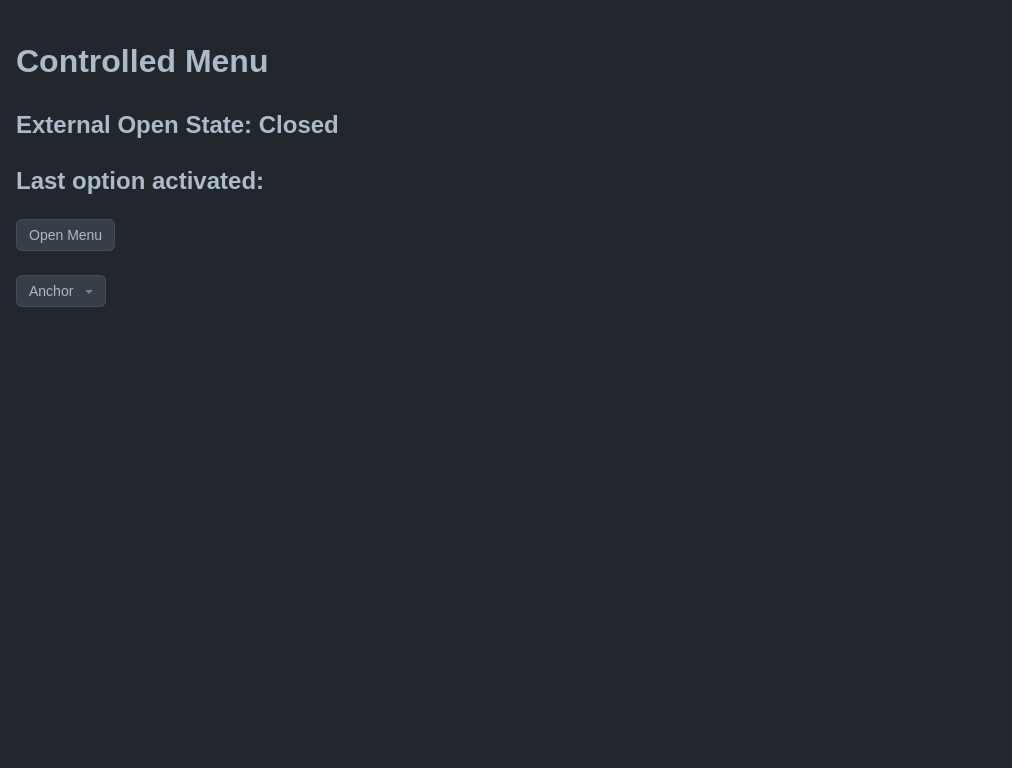 Controlled Menu
External Open State: Closed
Last option activated:
Open Menu
Anchor